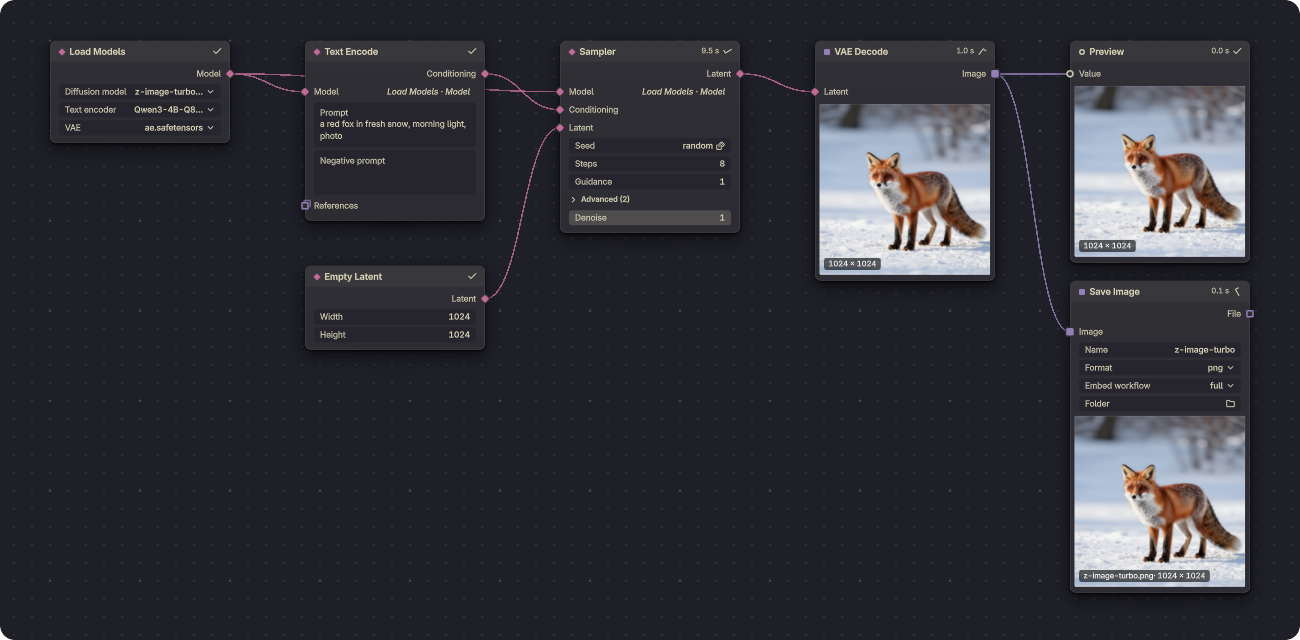 Load Models
Model
Diffusion model z-image-turbo...
Text encoder Qwen3-4B-Q8...
VAE ae.safetensors
Text Encode
Conditioning
Model Load Models · Model
Prompt
a red fox in fresh snow, morning light,
photo
Negative prompt
References
Empty Latent
Latent
Width 1024
Height 1024
Sampler 9.5 s
Latent
Model Load Models · Model
Conditioning
Latent
Seed random
Steps 8
Guidance 1
Advanced (2)
Denoise 1
VAE Decode 1.0 s
Image
Latent
1024 × 1024
Preview 0.0 s
Value
1024 × 1024
Save Image 0.1 s
File
Image
Name z-image-turbo
Format png
Embed workflow full
Folder
z-image-turbo.png · 1024 × 1024